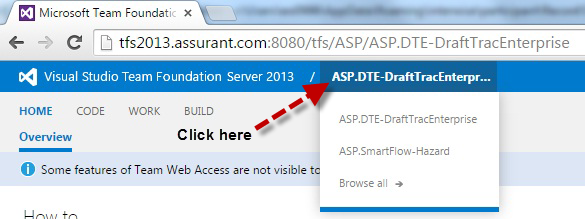 Microsoft Team Foundatio
tfs2013.assurant.com:8080/tfs/ASP/ASP.DTE-DraftTracEnterprise
Visual Studio Team Foundation Server 2013 / ASP.DTE-DraftTracEnterpr...
HOME CODE WORK BUILD
Overview
Click here
ASP.DTE-DraftTracEnterprise
ASP.SmartFlow-Hazard
Browse all →
Some features of Team Web Access are not visible to
How to